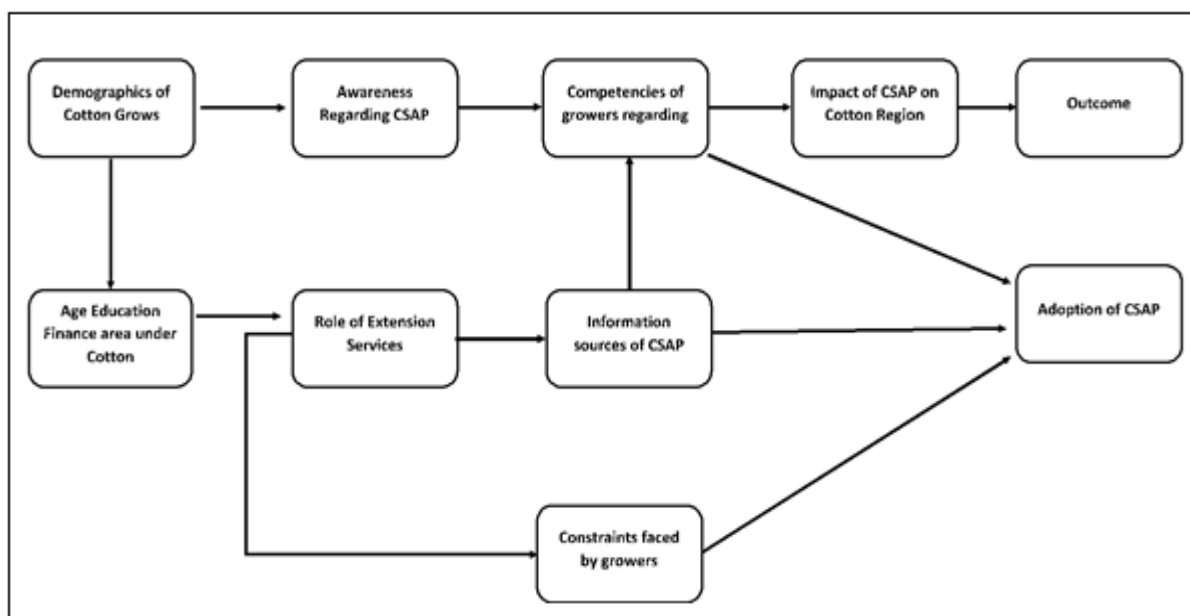 Demographics of
Cotton Grows
Awareness
Regarding CSAP
Competencies of
growers regarding
Impact of CSAP on
Cotton Region
Outcome
Age Education
Finance area under
Cotton
Role of Extension
Services
Information
sources of CSAP
Adoption of CSAP
Constraints faced
by growers